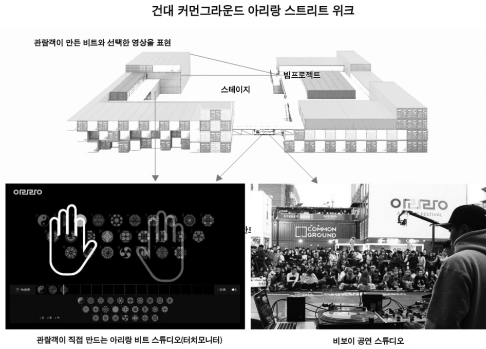 건대 커먼그라운드 아리랑 스트리트 위크
관람객이 만든 비트와 선택한 영상을 표현
빔프로젝트
스테이지
COMMON
GROUND
FESTIVAL
관람객이 직접 만드는 아리랑 비트 스튜디오(터치모니터)
비보이 공연 스튜디오